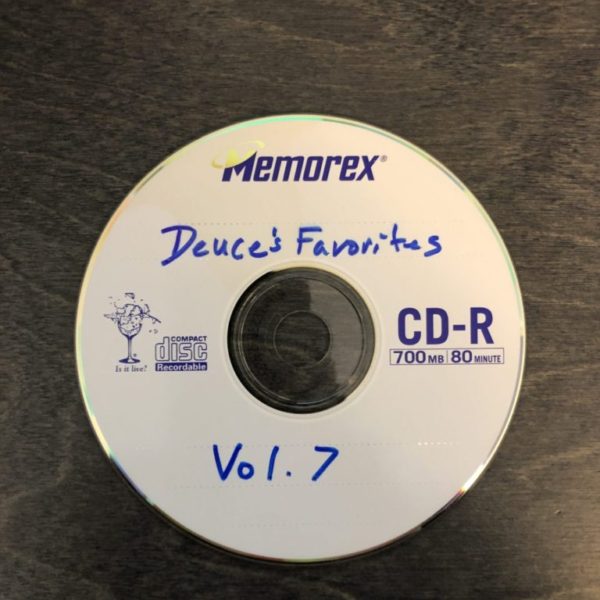 Memorex®
Deuce's Favorites
Is it live?
COMPACT
disc
Recordable
CD-R
700 MB 80 MINUTE
Vol. 7